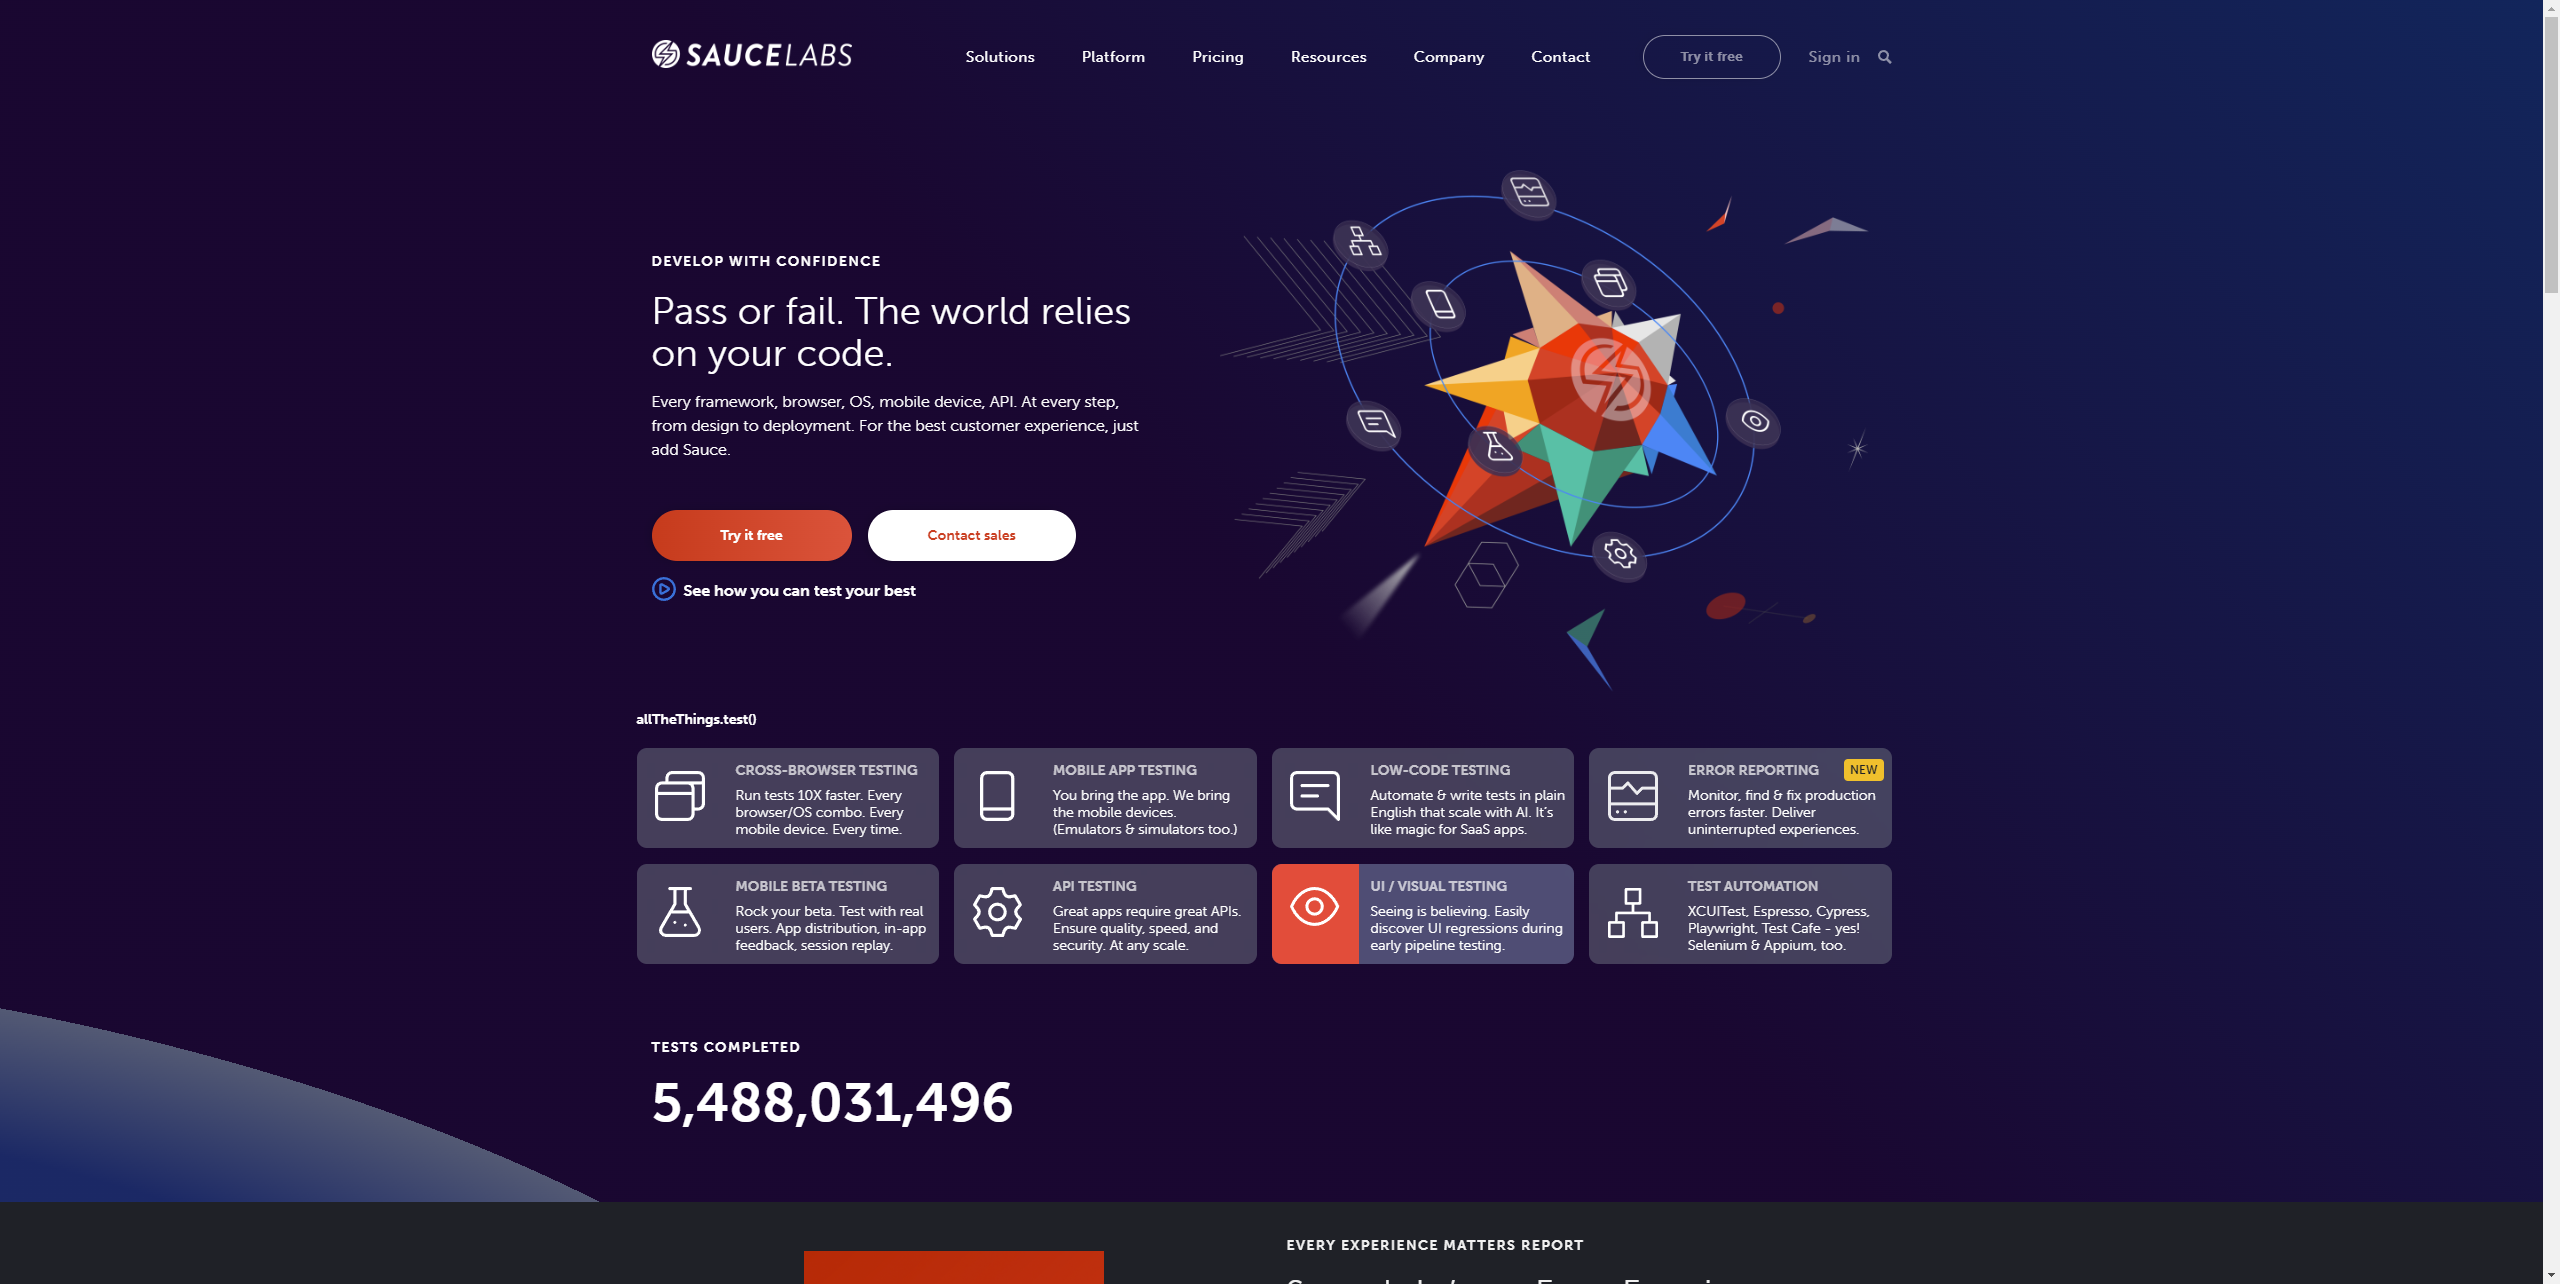 SAUCELABS
Solutions
Platform
Pricing
Resources
Company
Contact
Try it free
Sign in
DEVELOP WITH CONFIDENCE
Pass or fail. The world relies
on your code.
Every framework, browser, OS, mobile device, API. At every step,
from design to deployment. For the best customer experience, just
add Sauce.
Try it free
Contact sales
See how you can test your best
allTheThings.test()
CROSS-BROWSER TESTING
Run tests 10X faster. Every
browser/OS combo. Every
mobile device. Every time.
MOBILE APP TESTING
You bring the app. We bring
the mobile devices.
(Emulators & simulators too.)
LOW-CODE TESTING
Automate & write tests in plain
English that scale with AI. It's
like magic for SaaS apps.
ERROR REPORTING
NEW
Monitor, find & fix production
errors faster. Deliver
uninterrupted experiences.
MOBILE BETA TESTING
Rock your beta. Test with real
users. App distribution, in-app
feedback, session replay.
API TESTING
Great apps require great APIs.
Ensure quality, speed, and
security. At any scale.
UI / VISUAL TESTING
Seeing is believing. Easily
discover UI regressions during
early pipeline testing.
TEST AUTOMATION
XCUITest, Espresso, Cypress,
Playwright, Test Cafe - yes!
Selenium & Appium, too.
TESTS COMPLETED
5,488,031,496
EVERY EXPERIENCE MATTERS REPORT